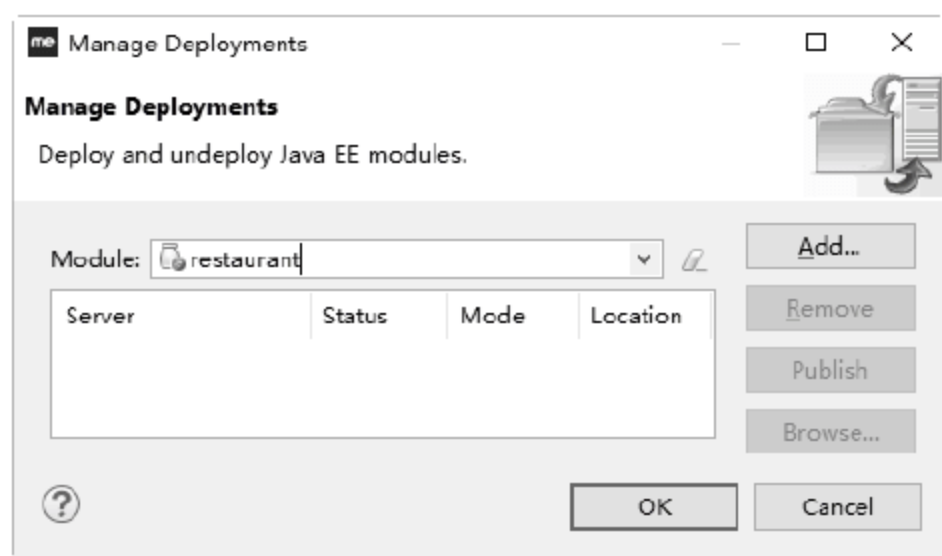 me Manage Deployments
Manage Deployments
Deploy and undeploy Java EE modules.
Module: restaurant
Add...
Server Status Mode Location
Remove
Publish
Browse...
? OK Cancel